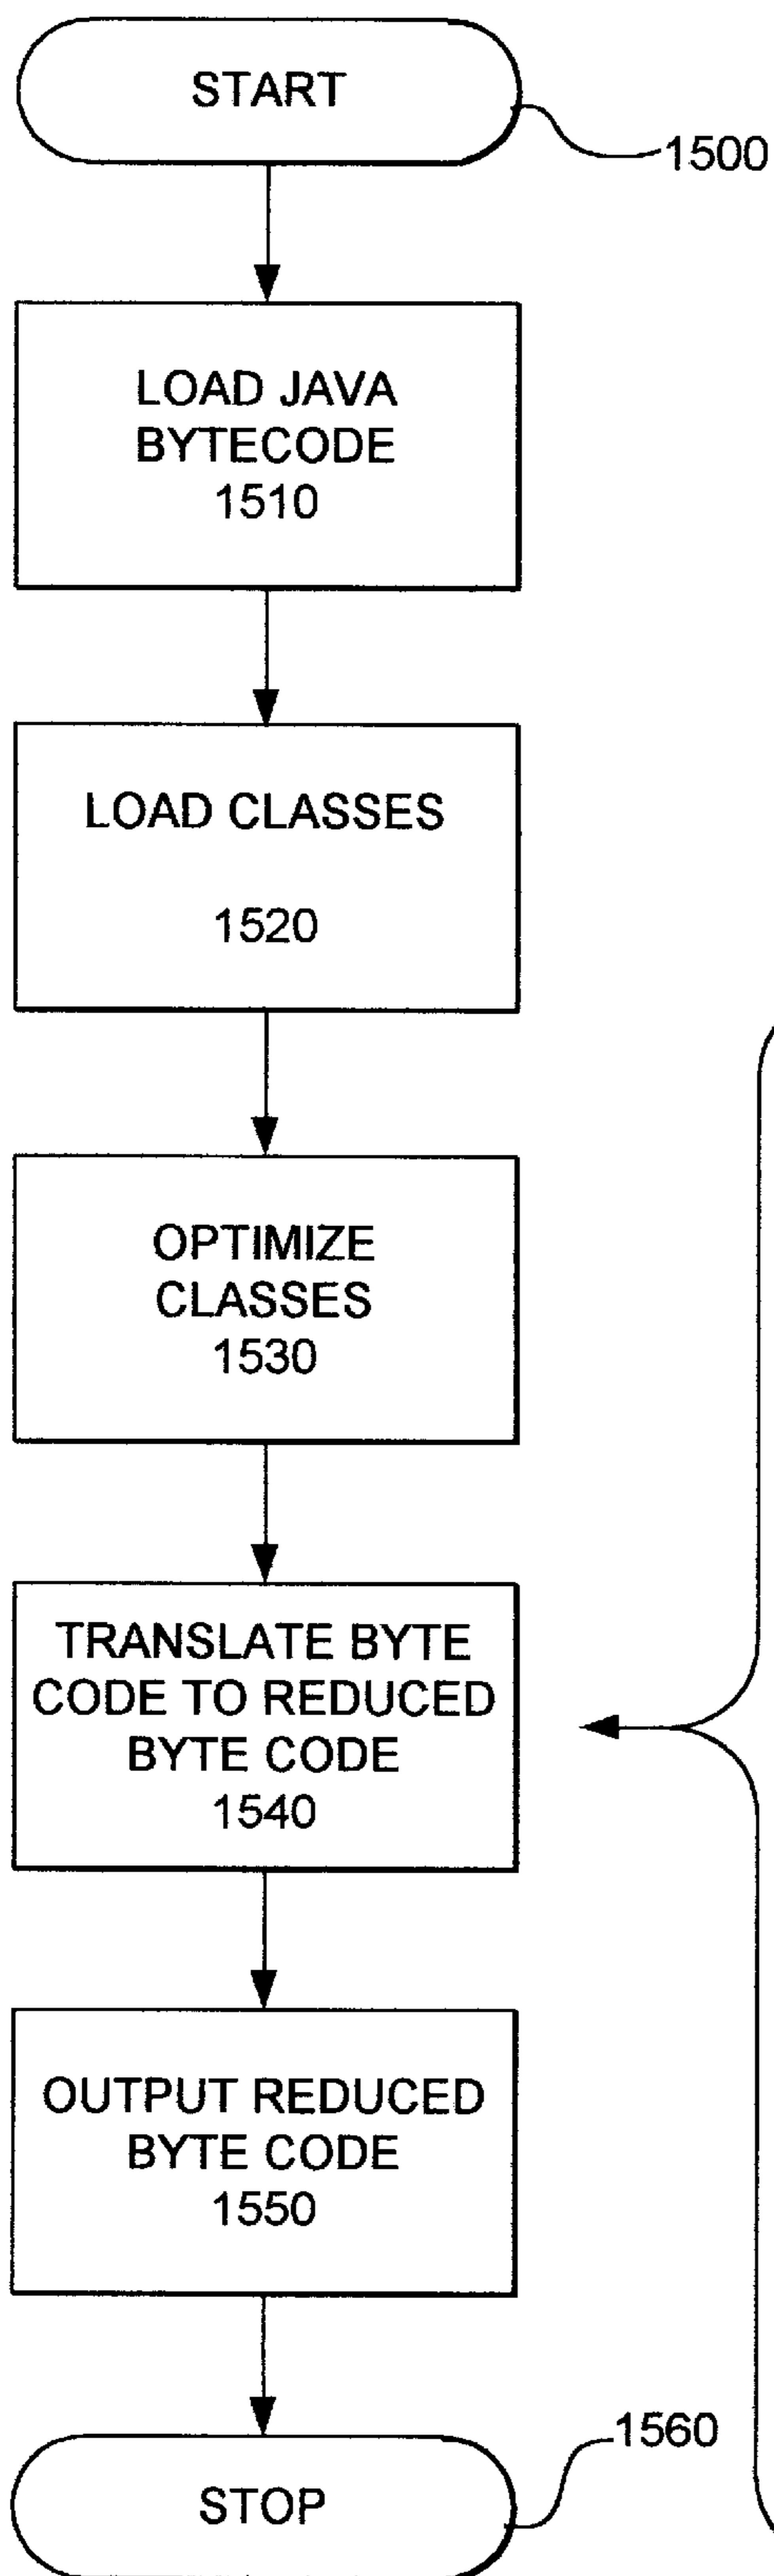 START
1500
LOAD JAVA
BYTECODE
1510
LOAD CLASSES
1520
OPTIMIZE
CLASSES
1530
TRANSLATE BYTE
CODE TO REDUCED
BYTE CODE
1540
OUTPUT REDUCED
BYTE CODE
1550
1560
STOP